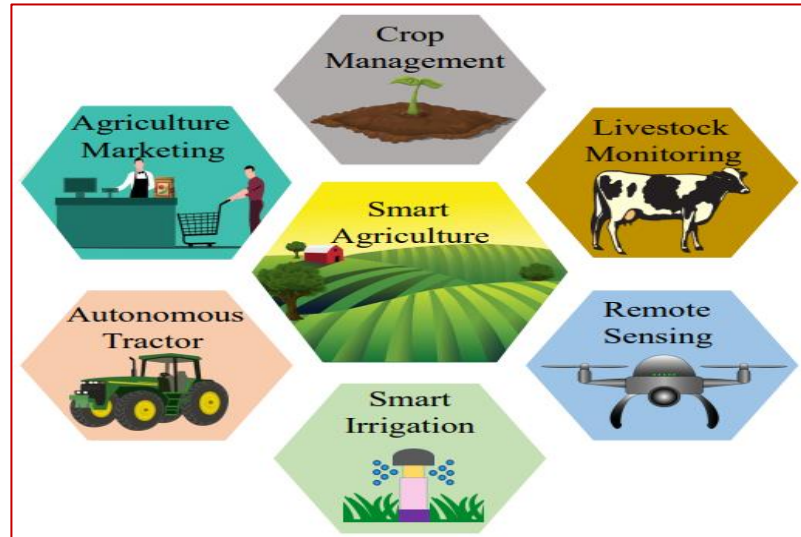 Crop
Management
Agriculture
Marketing
Livestock
Monitoring
Smart
Agriculture
Autonomous
Tractor
Remote
Sensing
Smart
Irrigation